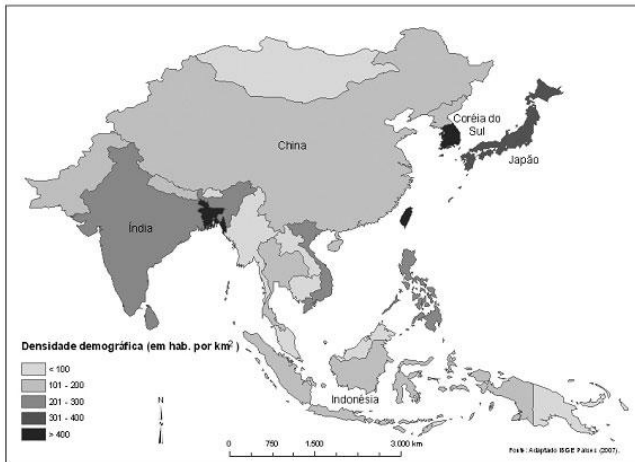 Coréia do
Sul
China
Japão
Índia
Densidade demográfica (em hab. por km²)
< 100
101 - 200
201 - 300
301 - 400
> 400
N
Indonésia
0 750 1.500 3.000 km
Fonte: Adaptado IBGE Países (2007).